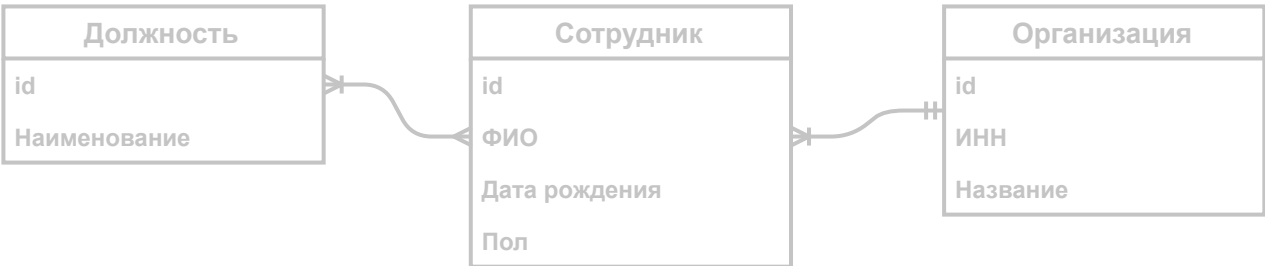 Должность
id
Наименование
Сотрудник
id
ФИО
Дата рождения
Пол
Организация
id
ИНН
Название